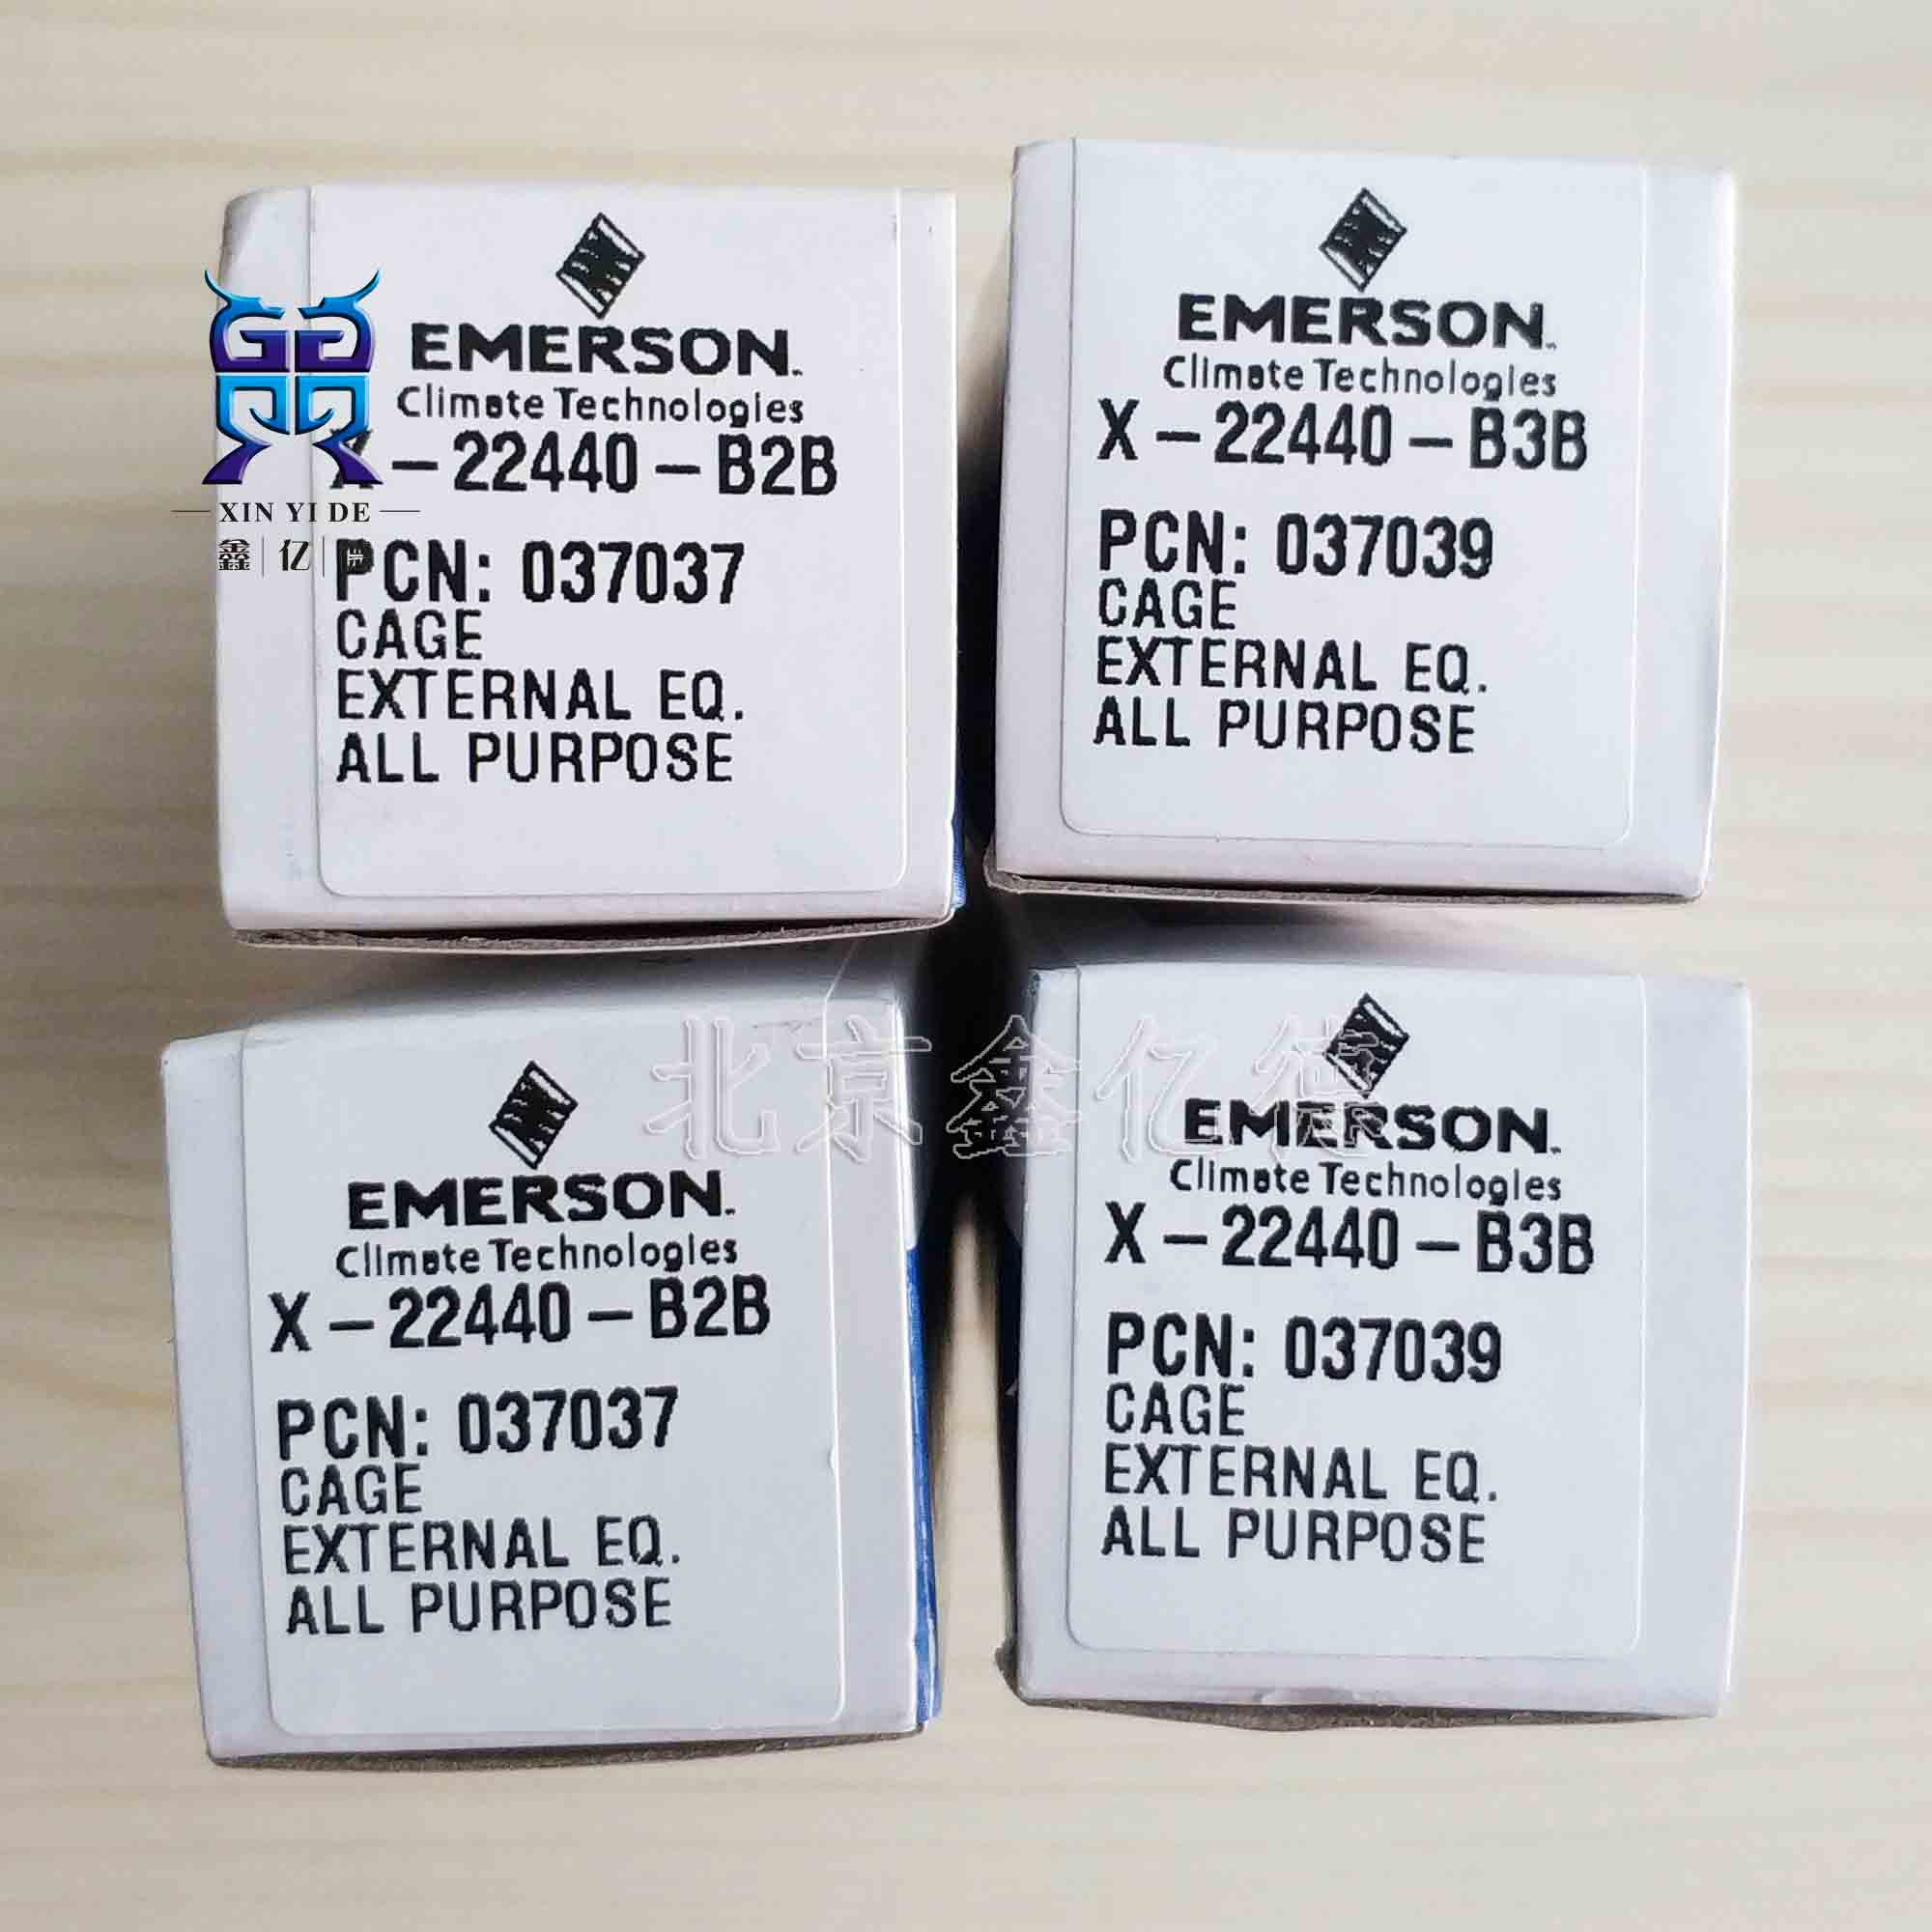 EMERSON.
Climate Technologies
X-22440-B2B
PCN: 037037
CAGE
EXTERNAL EQ.
ALL PURPOSE
XIN YI DE
鑫 亿 德
EMERSON.
Climate Technologies
X-22440-B3B
PCN: 037039
CAGE
EXTERNAL EQ.
ALL PURPOSE
北京鑫亿德
EMERSON.
Climate Technologies
X-22440-B2B
PCN: 037037
CAGE
EXTERNAL EQ.
ALL PURPOSE
EMERSON.
Climate Technologies
X-22440-B3B
PCN: 037039
CAGE
EXTERNAL EQ.
ALL PURPOSE